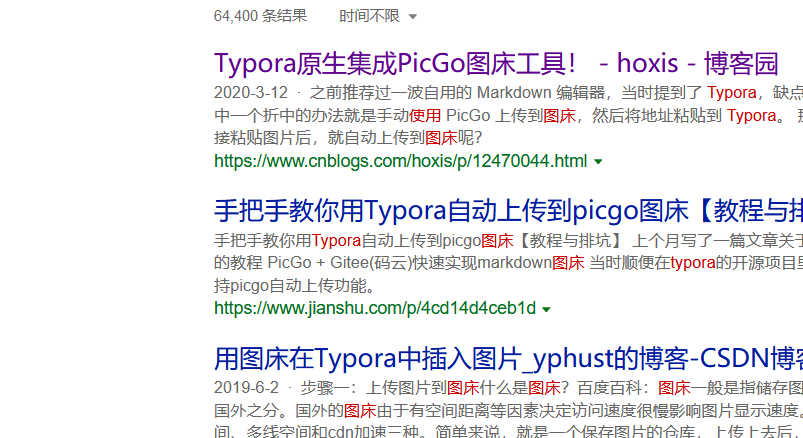 64,400 条结果 时间不限
Typora原生集成PicGo图床工具！ - hoxis - 博客园
2020-3-12 · 之前推荐过一波自用的 Markdown 编辑器，当时提到了 Typora，缺点
中一个折中的办法就是手动使用 PicGo 上传到图床，然后将地址粘贴到 Typora。
接粘贴图片后，就自动上传到图床呢?
https://www.cnblogs.com/hoxis/p/12470044.html
手把手教你用Typora自动上传到picgo图床【教程与排
手把手教你用Typora自动上传到picgo图床【教程与排坑】 上个月写了一篇文章关于
的教程 PicGo + Gitee(码云)快速实现markdown图床 当时顺便在typora的开源项目里
持picgo自动上传功能。
https://www.jianshu.com/p/4cd14d4ceb1d
用图床在Typora中插入图片_yphust的博客-CSDN博客
2019-6-2 · 步骤一：上传图片到图床什么是图床？百度百科：图床一般是指储存图
国外之分。国外的图床由于有空间距离等因素决定访问速度很慢影响图片显示速度。
间、多线空间和cdn加速三种。简单来说，就是一个保存图片的仓库，上传上去后，